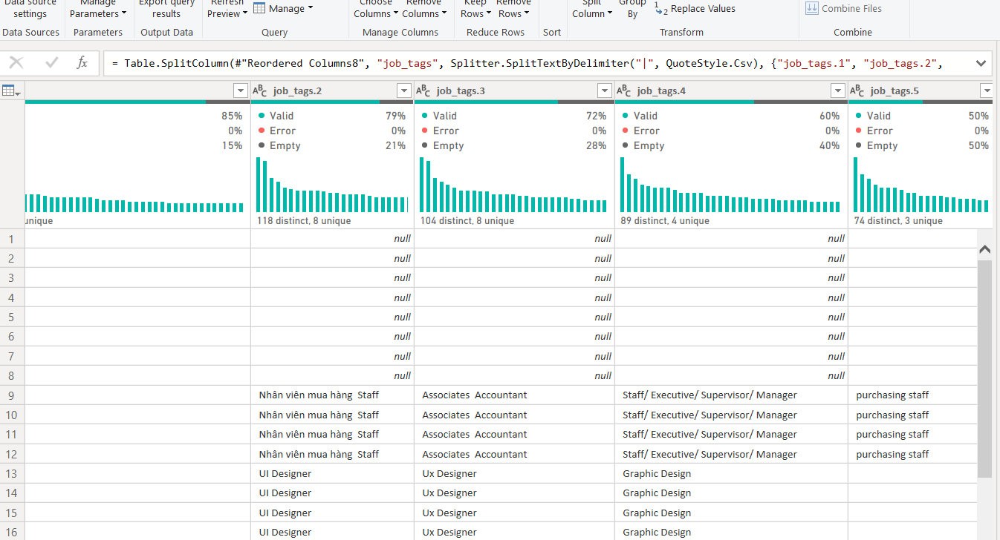 Data source Manage Export query Refresh Manage Choose Remove Keep Remove Split Group 1 2 Replace Values Combine Files
settings Parameters results Preview Columns Columns Rows Rows Column By
Data Sources Parameters Output Data Query Manage Columns Reduce Rows Sort Transform Combine
fx = Table.SplitColumn(#"Reordered Columns8", "job_tags", Splitter.SplitTextByDelimiter("|", QuoteStyle.Csv), {"job_tags.1", "job_tags.2",
ABC job_tags.2 ABC job_tags.3 ABC job_tags.4 ABC job_tags.5
85% Valid 79% Valid 72% Valid 60% Valid 50%
0% Error 0% Error 0% Error 0% Error 0%
15% Empty 21% Empty 28% Empty 40% Empty 50%
unique 118 distinct, 8 unique 104 distinct, 8 unique 89 distinct, 4 unique 74 distinct, 3 unique
1 null null null
2 null null null
3 null null null
4 null null null
5 null null null
6 null null null
7 null null null
8 null null null
9 Nhân viên mua hàng Staff Associates Accountant Staff/ Executive/ Supervisor/ Manager purchasing staff
10 Nhân viên mua hàng Staff Associates Accountant Staff/ Executive/ Supervisor/ Manager purchasing staff
11 Nhân viên mua hàng Staff Associates Accountant Staff/ Executive/ Supervisor/ Manager purchasing staff
12 Nhân viên mua hàng Staff Associates Accountant Staff/ Executive/ Supervisor/ Manager purchasing staff
13 UI Designer Ux Designer Graphic Design
14 UI Designer Ux Designer Graphic Design
15 UI Designer Ux Designer Graphic Design
16 UI Designer Ux Designer Graphic Design